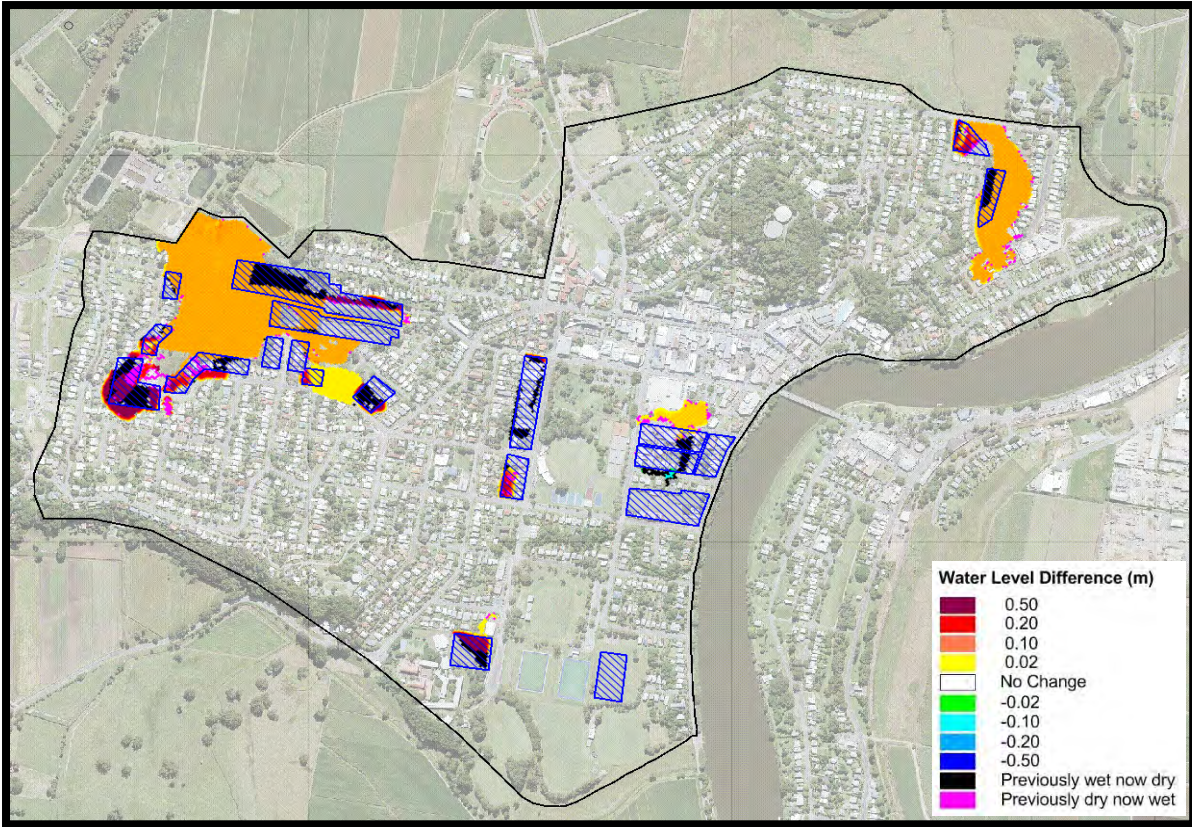 Water Level Difference (m)
0.50
0.20
0.10
0.02
No Change
-0.02
-0.10
-0.20
-0.50
Previously wet now dry
Previously dry now wet